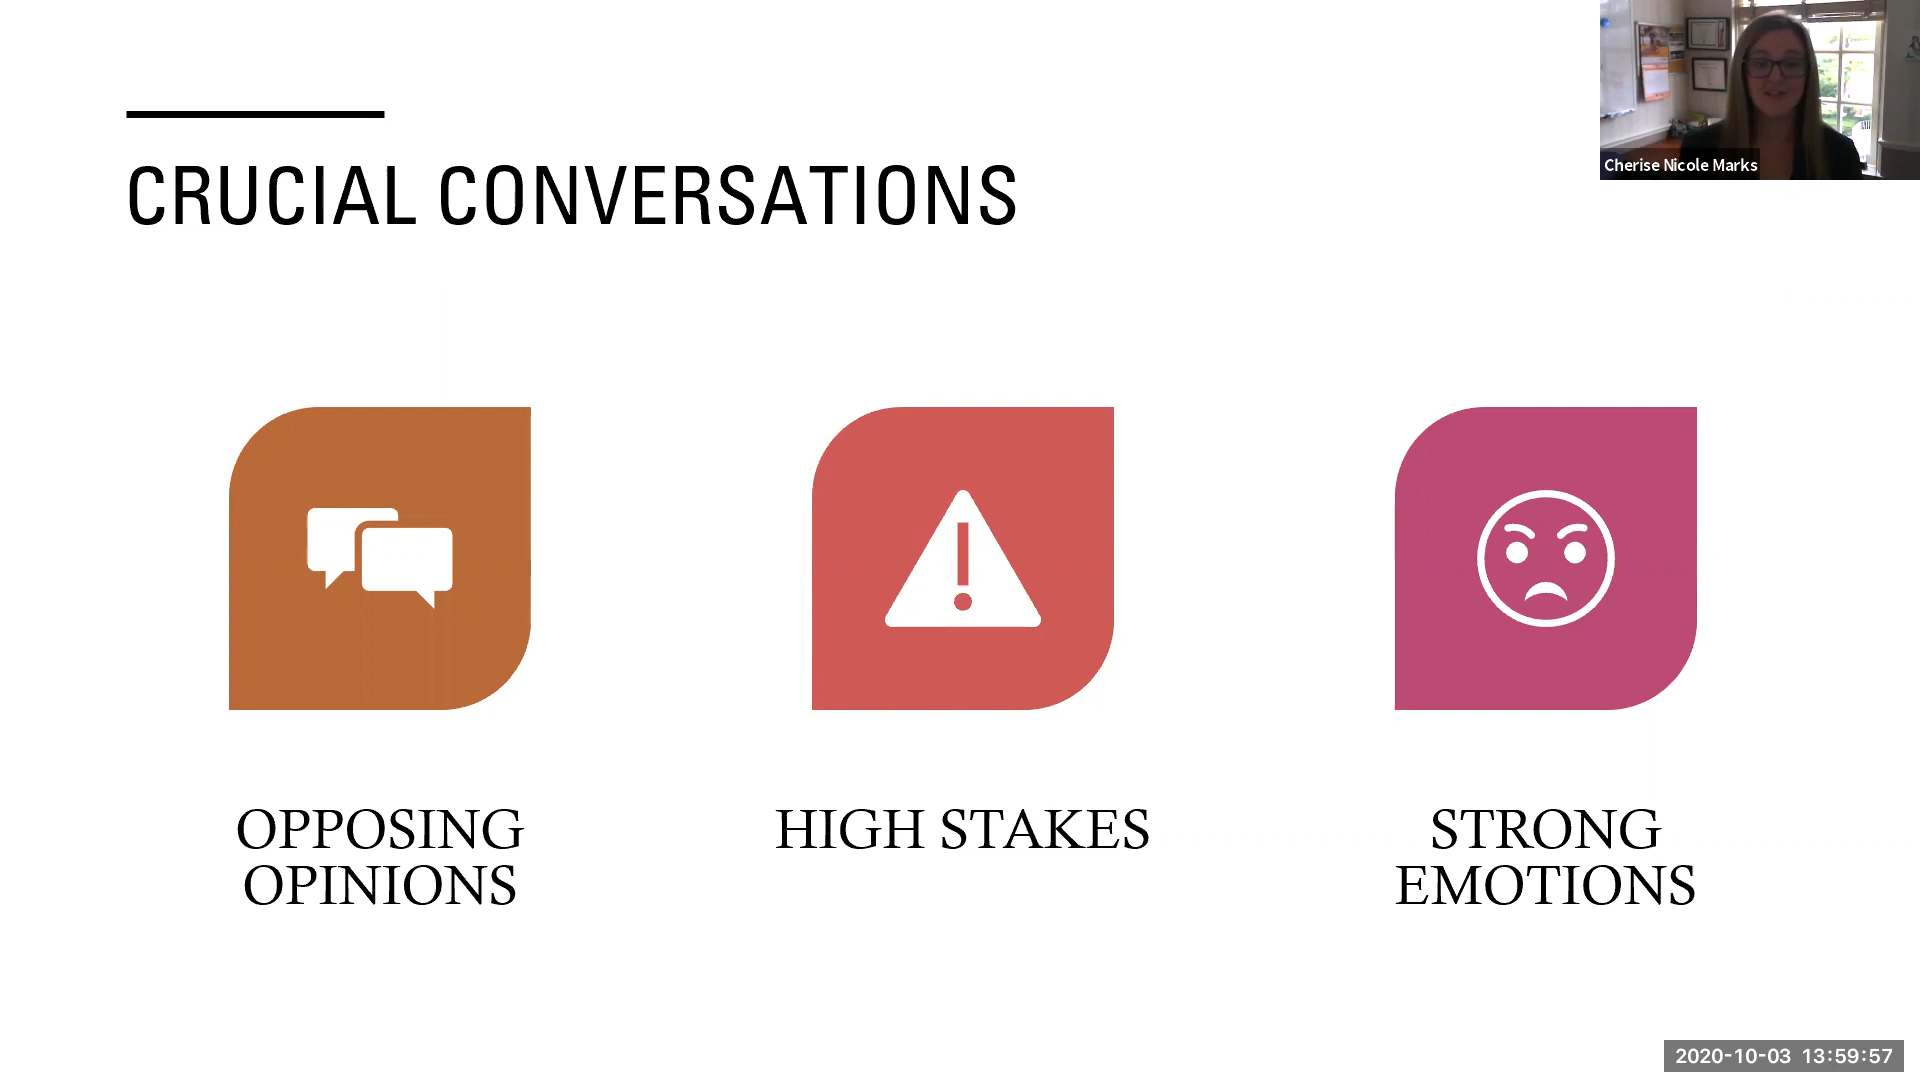 CRUCIAL CONVERSATIONS
Cherise Nicole Marks
OPPOSING
OPINIONS
HIGH STAKES
STRONG
EMOTIONS
2020-10-03 13:59:57